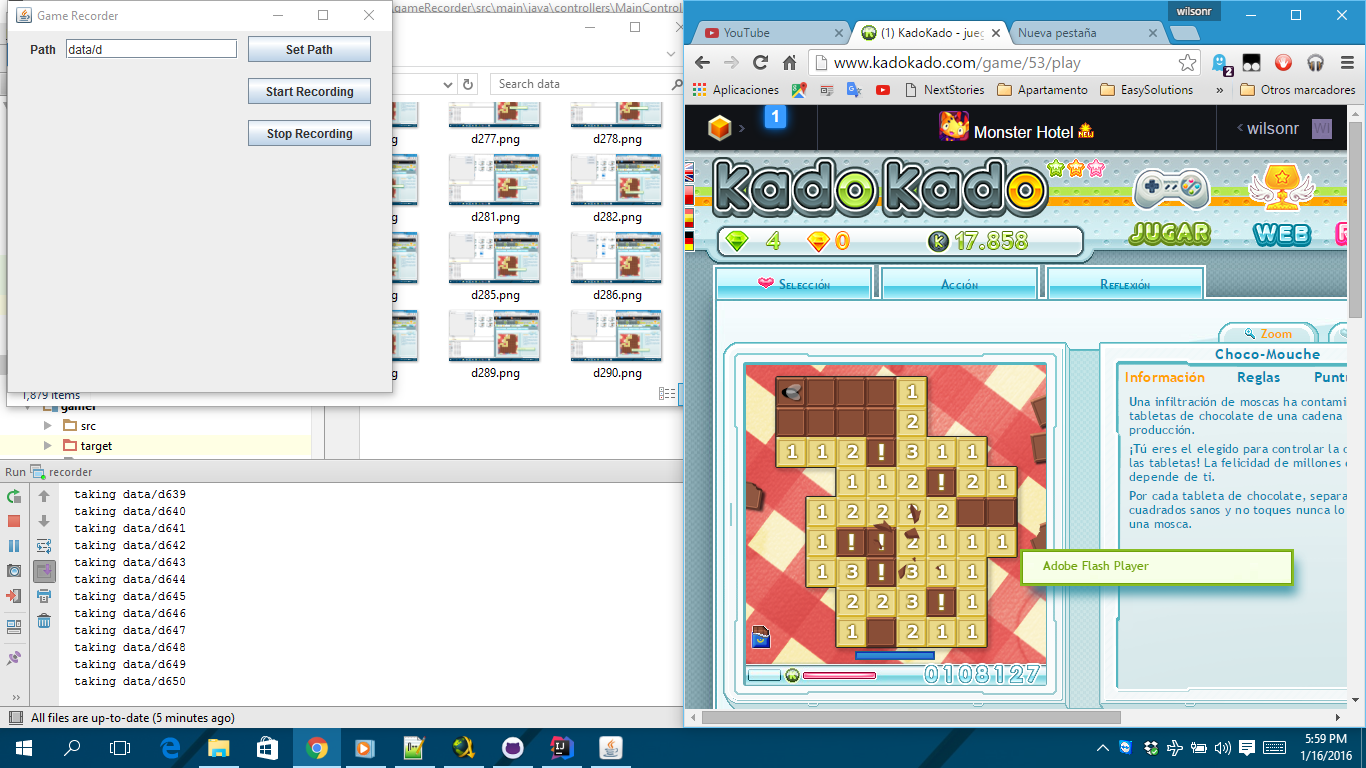 Game Recorder
Path data/d Set Path
Start Recording
Stop Recording
.gameRecorder\src\main\java\controllers\MainControl
Search data
d277.png d278.png
d281.png d282.png
d285.png d286.png
d289.png d290.png
1,879 items
gamer
src
target
Run recorder
taking data/d639
taking data/d640
taking data/d641
taking data/d642
taking data/d643
taking data/d644
taking data/d645
taking data/d646
taking data/d647
taking data/d648
taking data/d649
taking data/d650
All files are up-to-date (5 minutes ago)
wilsonr
YouTube (1) KadoKado - jueg Nueva pestaña
www.kadokado.com/game/53/play
2
Aplicaciones NextStories Apartamento EasySolutions » Otros marcadores
1 Monster Hotel NEW wilsonr WI
KadoKado
4 0 K 17.858
JUGAR WEB
Selección Acción Reflexión
Zoom
Choco-Mouche
Información Reglas Puntu
Una infiltración de moscas ha contami
tabletas de chocolate de una cadena
producción.
¡Tú eres el elegido para controlar la c
las tabletas! La felicidad de millones
depende de ti.
Por cada tableta de chocolate, separa
cuadrados sanos y no toques nunca lo
una mosca.
Adobe Flash Player
1
2
1 1 2 ! 3 1 1
1 1 2 ! 2 1
1 2 2 2 2
1 ! ! 2 1 1 1
1 3 ! 3 1 1
2 2 3 ! 1
1 2 1 1
0108127
5:59 PM
1/16/2016